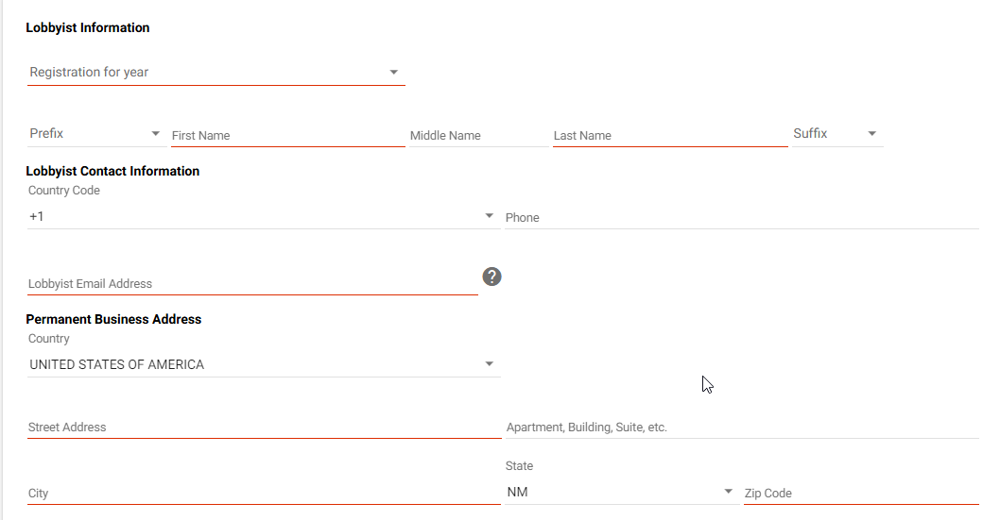 Lobbyist Information
Registration for year
Prefix First Name Middle Name Last Name Suffix
Lobbyist Contact Information
Country Code
+1 Phone
Lobbyist Email Address ?
Permanent Business Address
Country
UNITED STATES OF AMERICA
Street Address Apartment, Building, Suite, etc.
State
City NM Zip Code